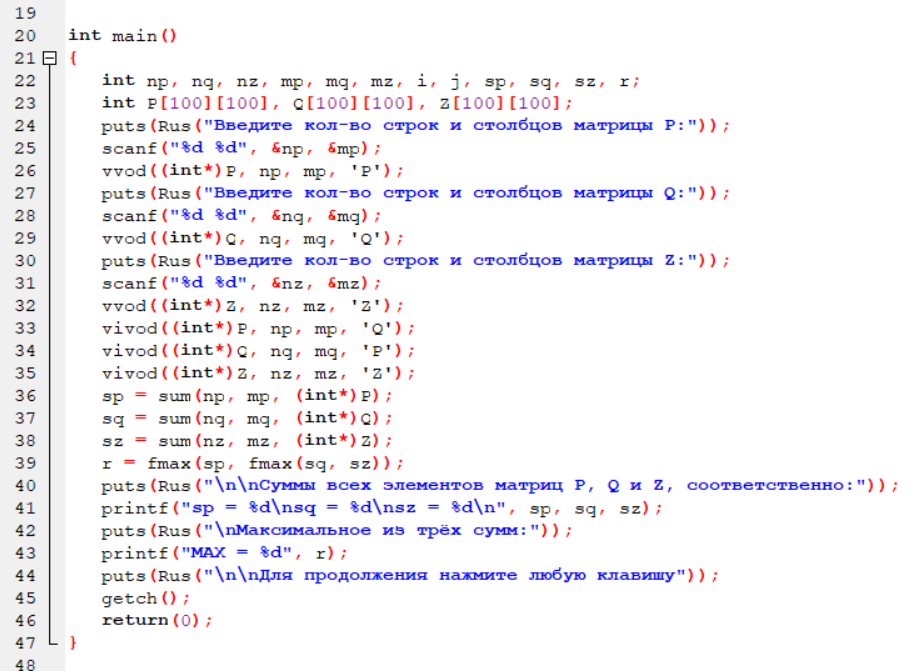 19
20 int main()
21 {
22 int np, nq, nz, mp, mq, mz, i, j, sp, sq, sz, r;
23 int P[100][100], Q[100][100], Z[100][100];
24 puts(Rus("Введите кол-во строк и столбцов матрицы P:"));
25 scanf("%d %d", &np, &mp);
26 vvod((int*)P, np, mp, 'P');
27 puts(Rus("Введите кол-во строк и столбцов матрицы Q:"));
28 scanf("%d %d", &nq, &mq);
29 vvod((int*)Q, nq, mq, 'Q');
30 puts(Rus("Введите кол-во строк и столбцов матрицы Z:"));
31 scanf("%d %d", &nz, &mz);
32 vvod((int*)Z, nz, mz, 'Z');
33 vivod((int*)P, np, mp, 'Q');
34 vivod((int*)Q, nq, mq, 'P');
35 vivod((int*)Z, nz, mz, 'Z');
36 sp = sum(np, mp, (int*)P);
37 sq = sum(nq, mq, (int*)Q);
38 sz = sum(nz, mz, (int*)Z);
39 r = fmax(sp, fmax(sq, sz));
40 puts(Rus("\n\nСуммы всех элементов матриц P, Q и Z, соответственно:"));
41 printf("sp = %d\nsq = %d\nsz = %d\n", sp, sq, sz);
42 puts(Rus("\nМаксимальное из трёх сумм:"));
43 printf("MAX = %d", r);
44 puts(Rus("\n\nДля продолжения нажмите любую клавишу"));
45 getch();
46 return(0);
47 }
48